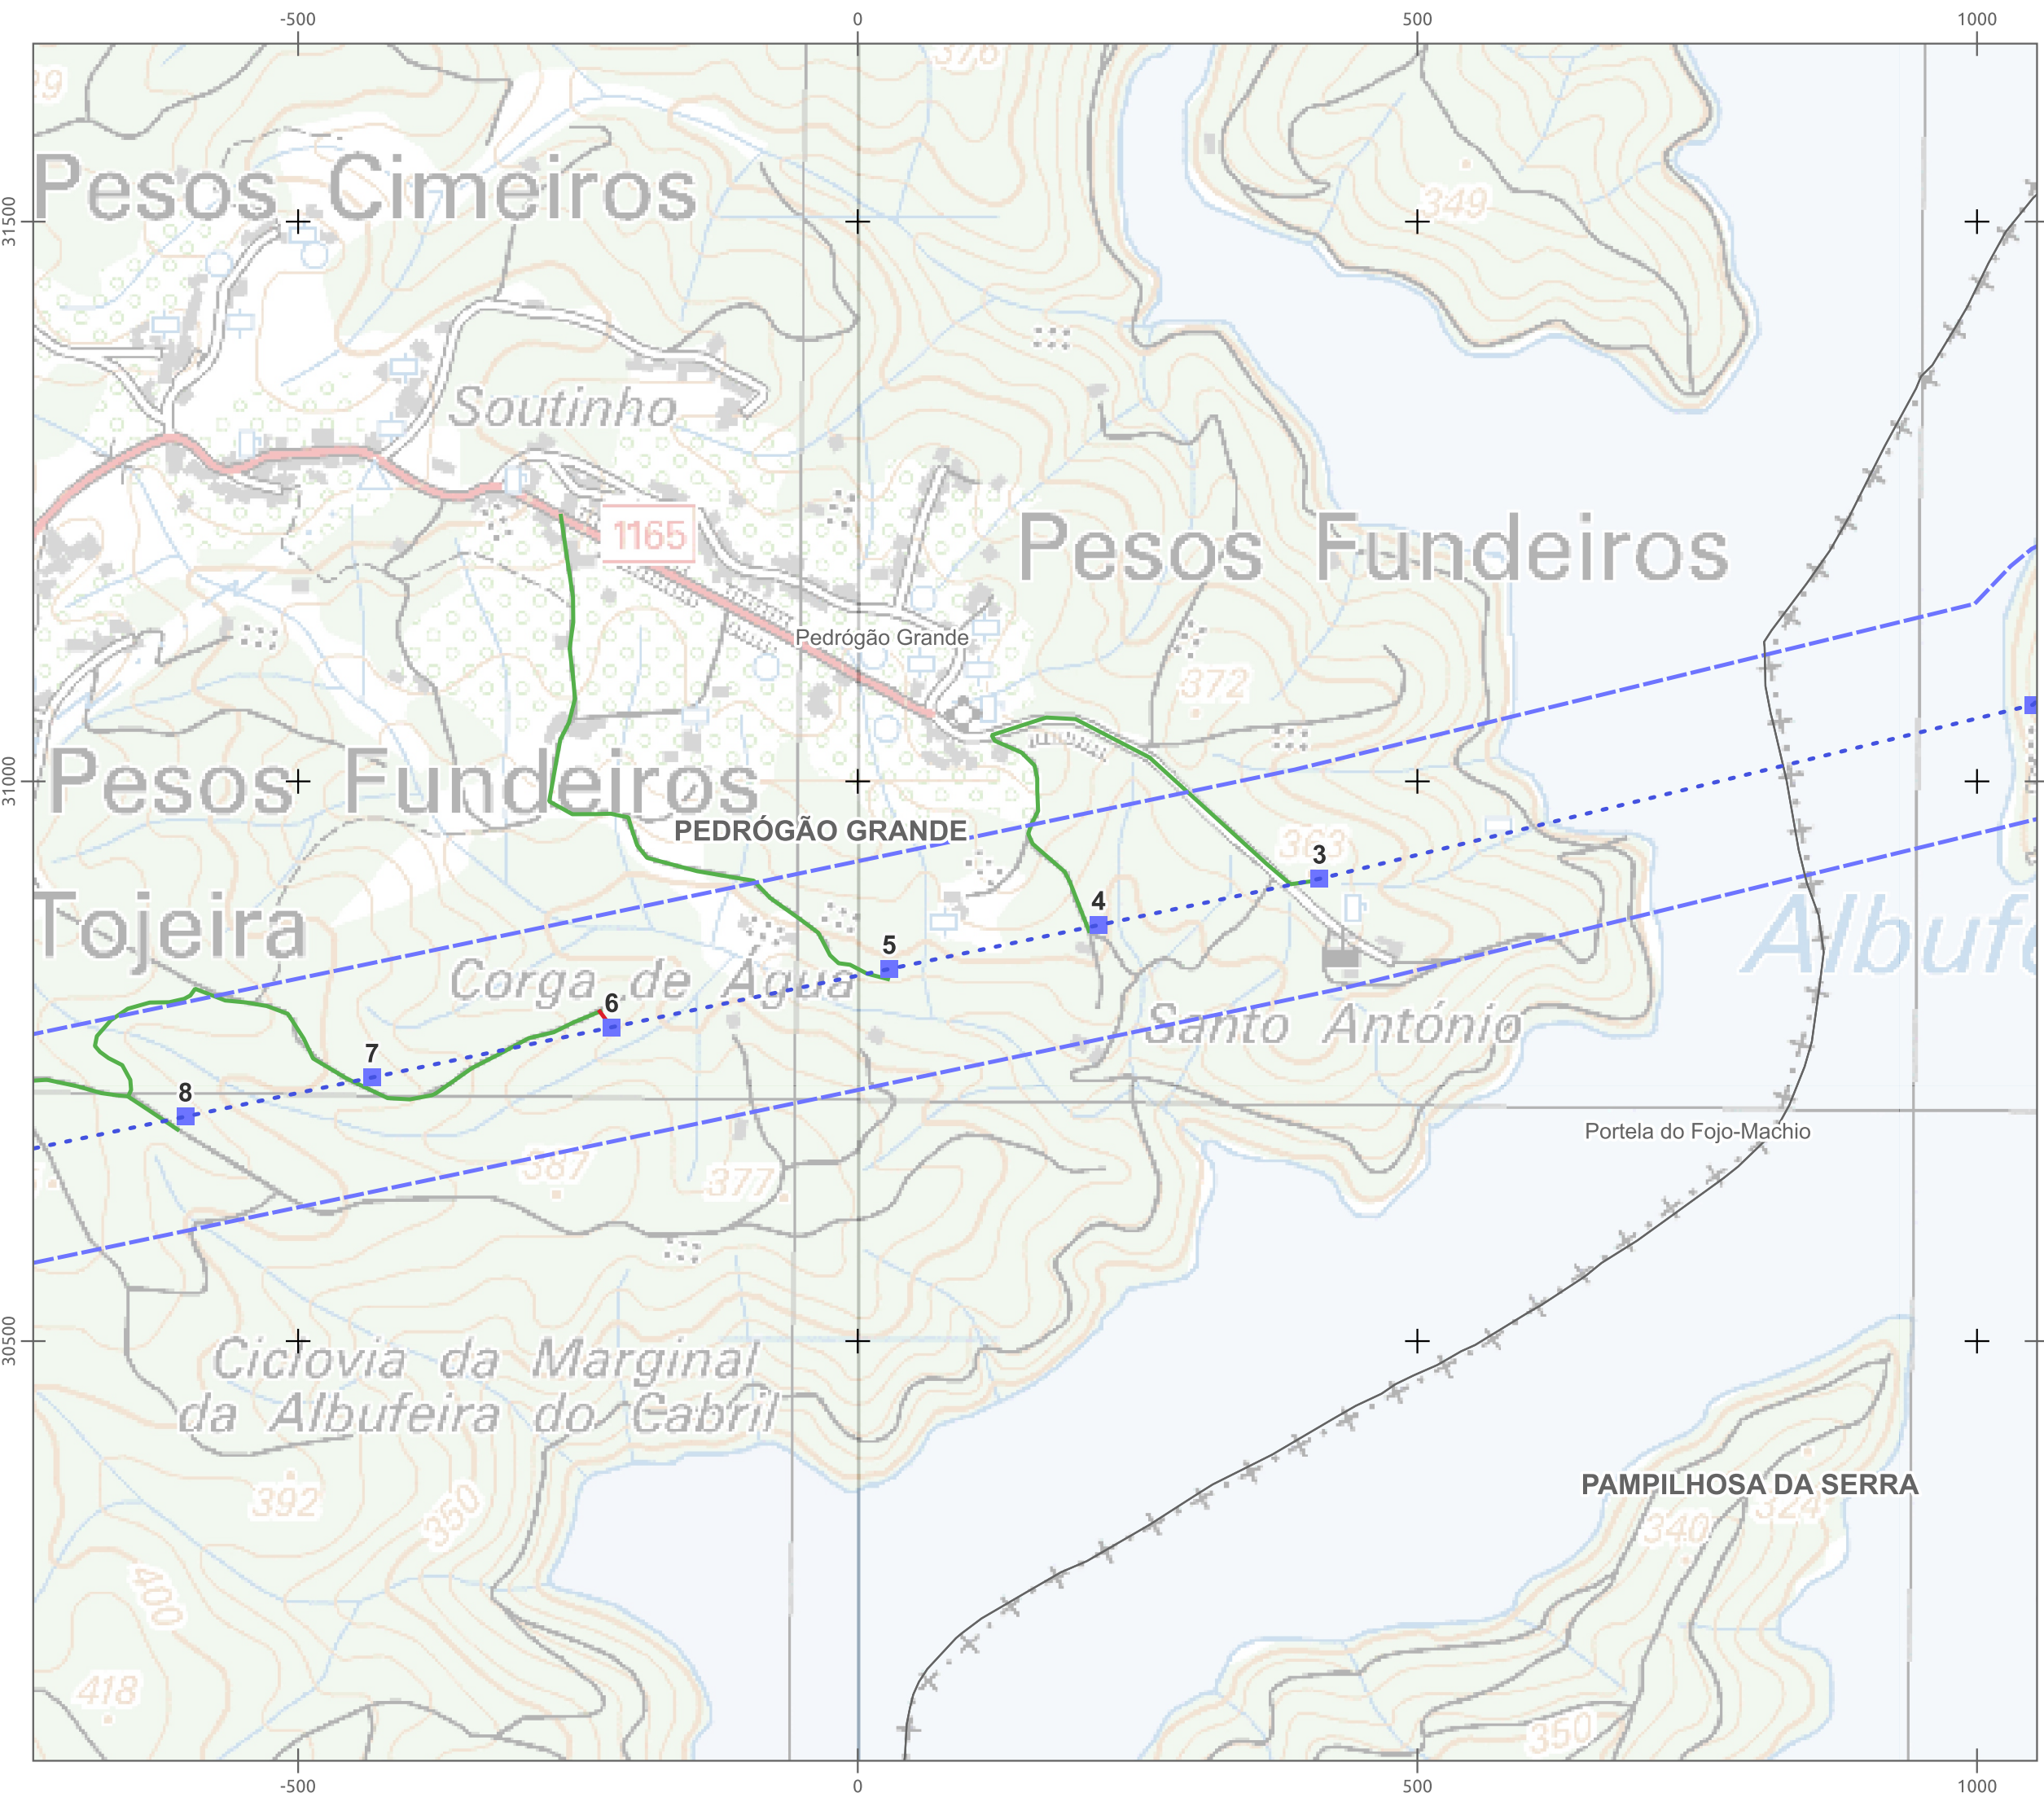 -500 0 500 1000
376
31500
Pesos Cimeiros
349
Soutinho
1165
Pesos Fundeiros
Pedrógão Grande
372
31000
Pesos Fundeiros
PEDRÓGÃO GRANDE
363
3
4
Tojeira
5
Albufe
Corga de Água
6
Santo António
7
8
Portela do Fojo-Machio
387
377
30500
Ciclovia da Marginal
da Albufeira do Cabril
PAMPILHOSA DA SERRA
392
350
324
340
400
418
350
-500 0 500 1000